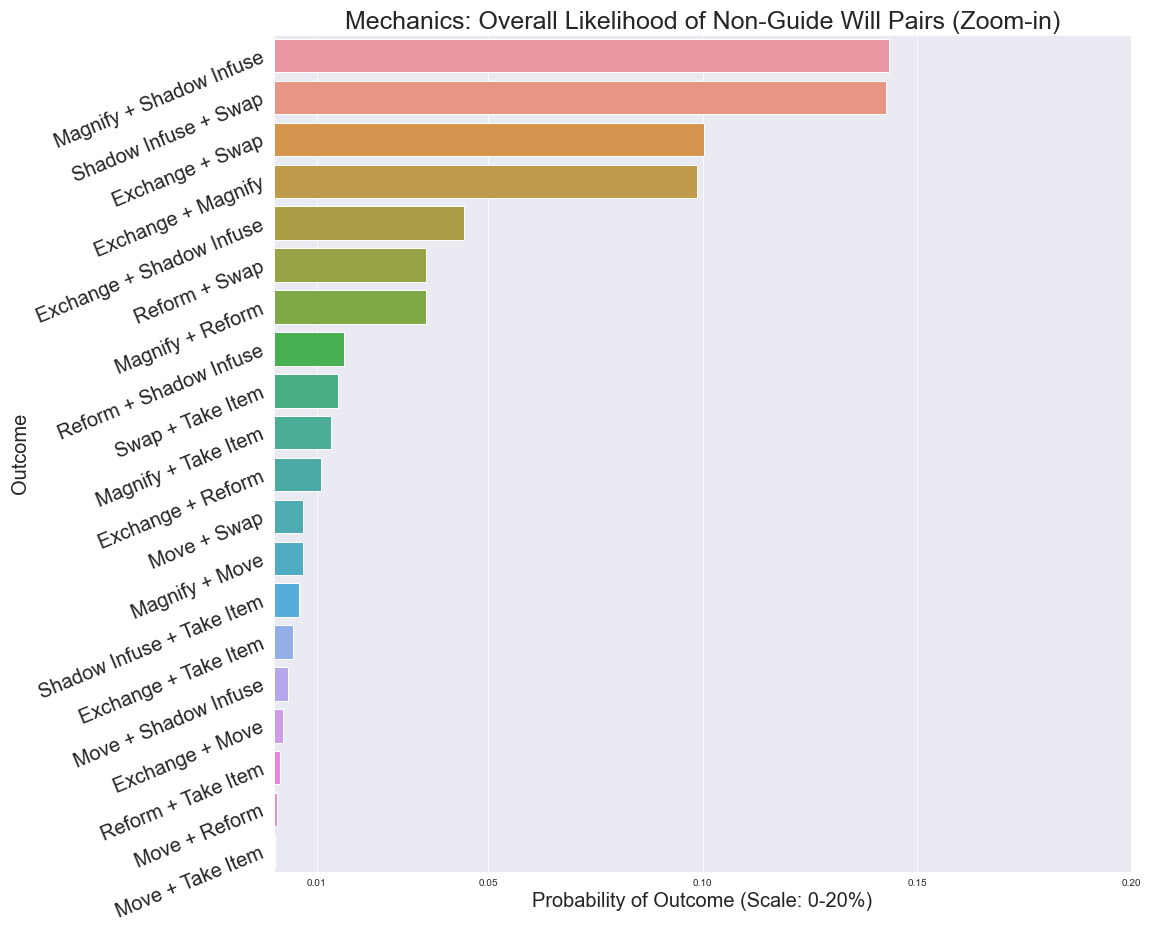 Mechanics: Overall Likelihood of Non-Guide Will Pairs (Zoom-in)
Magnify + Shadow Infuse
Shadow Infuse + Swap
Exchange + Swap
Exchange + Magnify
Exchange + Shadow Infuse
Reform + Swap
Magnify + Reform
Reform + Shadow Infuse
Swap + Take Item
Magnify + Take Item
Exchange + Reform
Move + Swap
Magnify + Move
Shadow Infuse + Take Item
Exchange + Take Item
Move + Shadow Infuse
Exchange + Move
Reform + Take Item
Move + Reform
Move + Take Item
Outcome
0.01 0.05 0.10 0.15 0.20
Probability of Outcome (Scale: 0-20%)